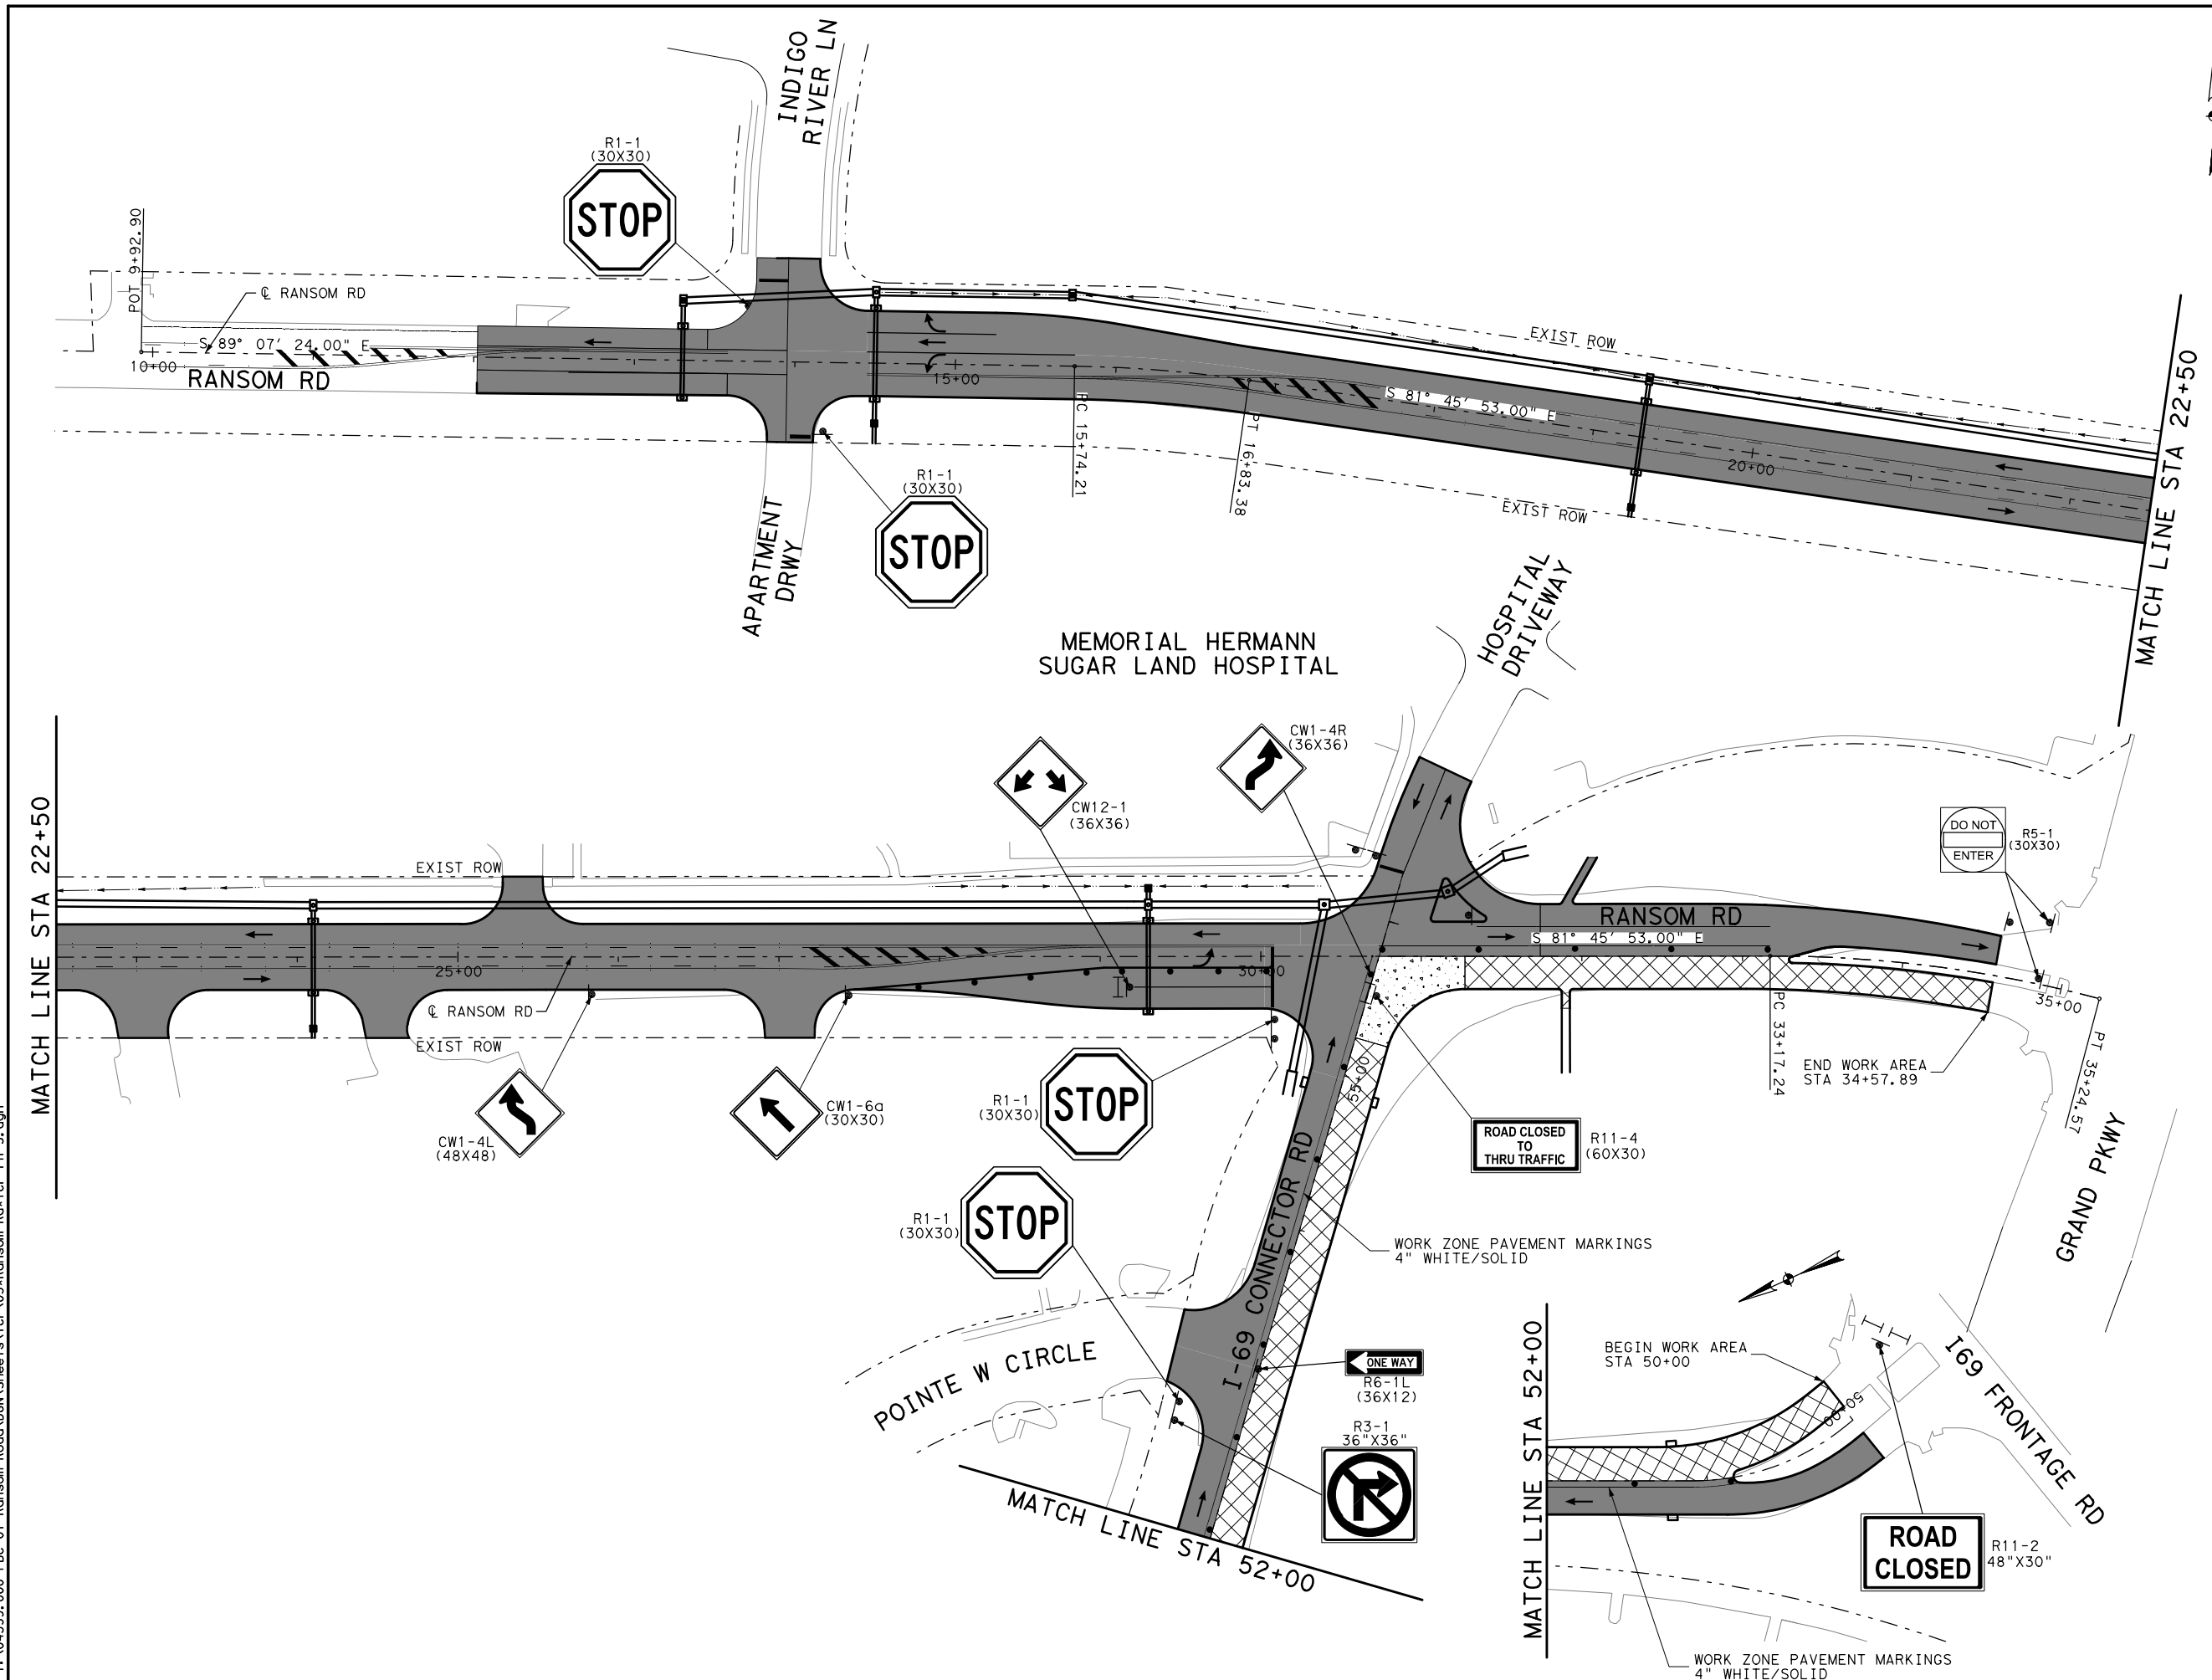 INDIGO
RIVER LN
R1-1
(30X30)
STOP
POT 9+92.90
℄ RANSOM RD
S 89° 07' 24.00" E
10+00
RANSOM RD
15+00
EXIST ROW
S 81° 45' 53.00" E
PC 15+74.21
PT 16+83.38
20+00
EXIST ROW
MATCH LINE STA 22+50
R1-1
(30X30)
STOP
APARTMENT
DRWY
MEMORIAL HERMANN
SUGAR LAND HOSPITAL
HOSPITAL
DRIVEWAY
MATCH LINE STA 22+50
CW12-1
(36X36)
CW1-4R
(36X36)
DO NOT
ENTER
R5-1
(30X30)
EXIST ROW
RANSOM RD
S 81° 45' 53.00" E
25+00
30+00
35+00
℄ RANSOM RD
EXIST ROW
PC 33+17.24
PT 35+24.57
END WORK AREA
STA 34+57.89
CW1-4L
(48X48)
CW1-6a
(30X30)
R1-1
(30X30)
STOP
55+00
ROAD CLOSED
TO
THRU TRAFFIC
R11-4
(60X30)
R1-1
(30X30)
STOP
I-69 CONNECTOR RD
WORK ZONE PAVEMENT MARKINGS
4" WHITE/SOLID
GRAND PKWY
POINTE W CIRCLE
ONE WAY
R6-1L
(36X12)
R3-1
36"X36"
MATCH LINE STA 52+00
MATCH LINE STA 52+00
BEGIN WORK AREA
STA 50+00
50+00
I69 FRONTAGE RD
ROAD
CLOSED
R11-2
48"X30"
WORK ZONE PAVEMENT MARKINGS
4" WHITE/SOLID